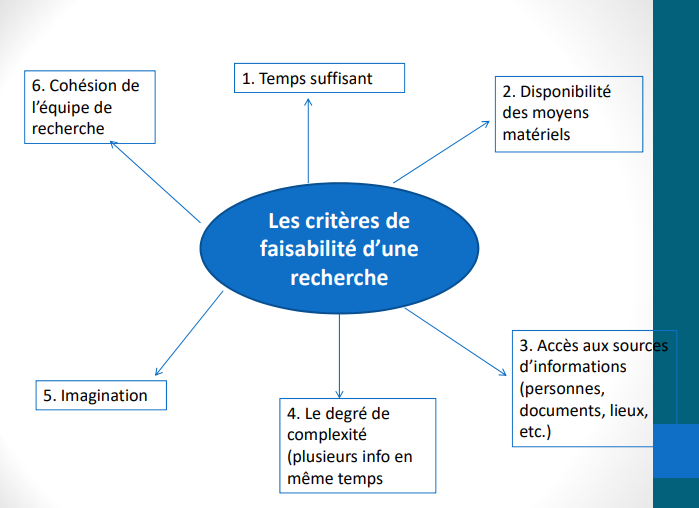 Les critères de
faisabilité d’une
recherche
1. Temps suffisant
2. Disponibilité
des moyens
matériels
3. Accès aux sources
d’informations
(personnes,
documents, lieux,
etc.)
4. Le degré de
complexité
(plusieurs info en
même temps
5. Imagination
6. Cohésion de
l’équipe de
recherche